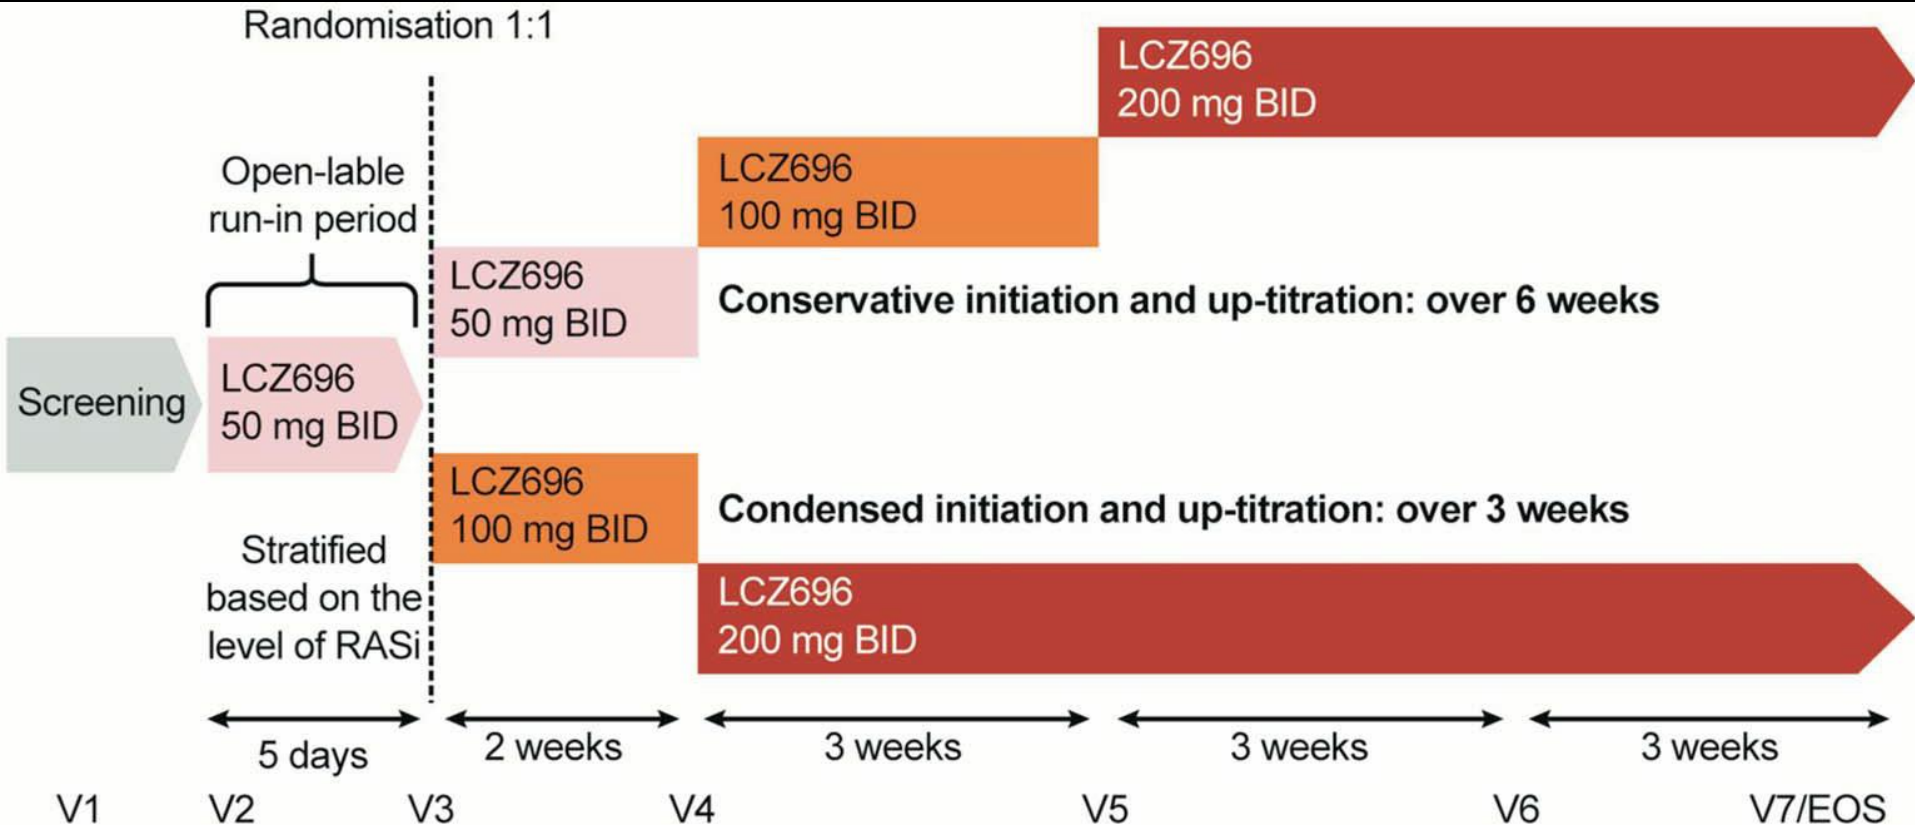 Randomisation 1:1
LCZ696
200 mg BID
LCZ696
100 mg BID
Open-lable
run-in period
LCZ696
50 mg BID
Conservative initiation and up-titration: over 6 weeks
Screening
LCZ696
50 mg BID
LCZ696
100 mg BID
Condensed initiation and up-titration: over 3 weeks
Stratified
based on the
level of RASi
LCZ696
200 mg BID
5 days
2 weeks
3 weeks
3 weeks
3 weeks
V1
V2
V3
V4
V5
V6
V7/EOS